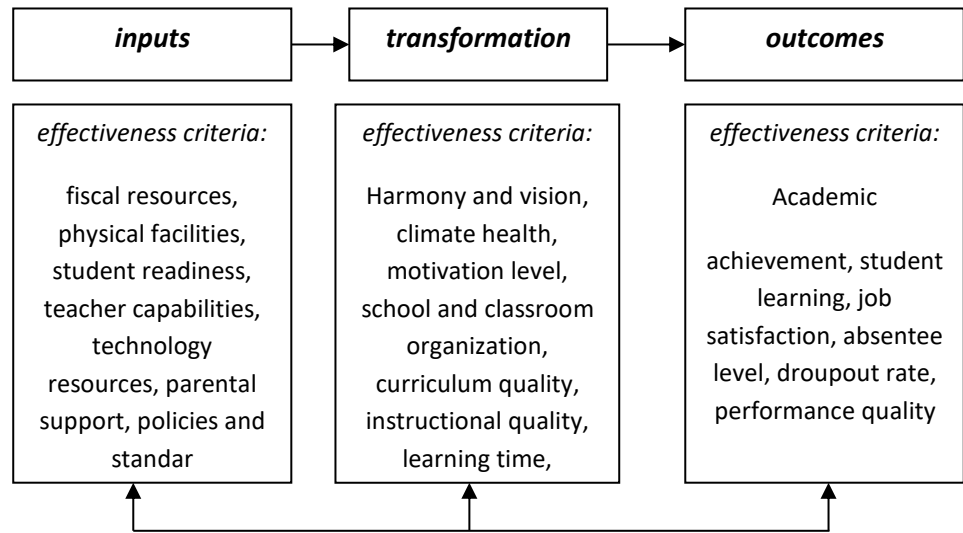 inputs
transformation
outcomes
effectiveness criteria:
fiscal resources,
physical facilities,
student readiness,
teacher capabilities,
technology
resources, parental
support, policies and
standar
effectiveness criteria:
Harmony and vision,
climate health,
motivation level,
school and classroom
organization,
curriculum quality,
instructional quality,
learning time,
effectiveness criteria:
Academic
achievement, student
learning, job
satisfaction, absentee
level, droupout rate,
performance quality